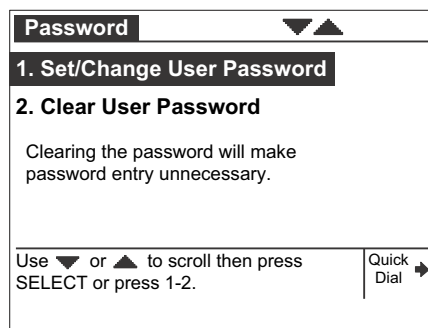 Password
1. Set/Change User Password
2. Clear User Password
Clearing the password will make
password entry unnecessary.
Use ▼ or ▲ to scroll then press
SELECT or press 1-2.
Quick
Dial